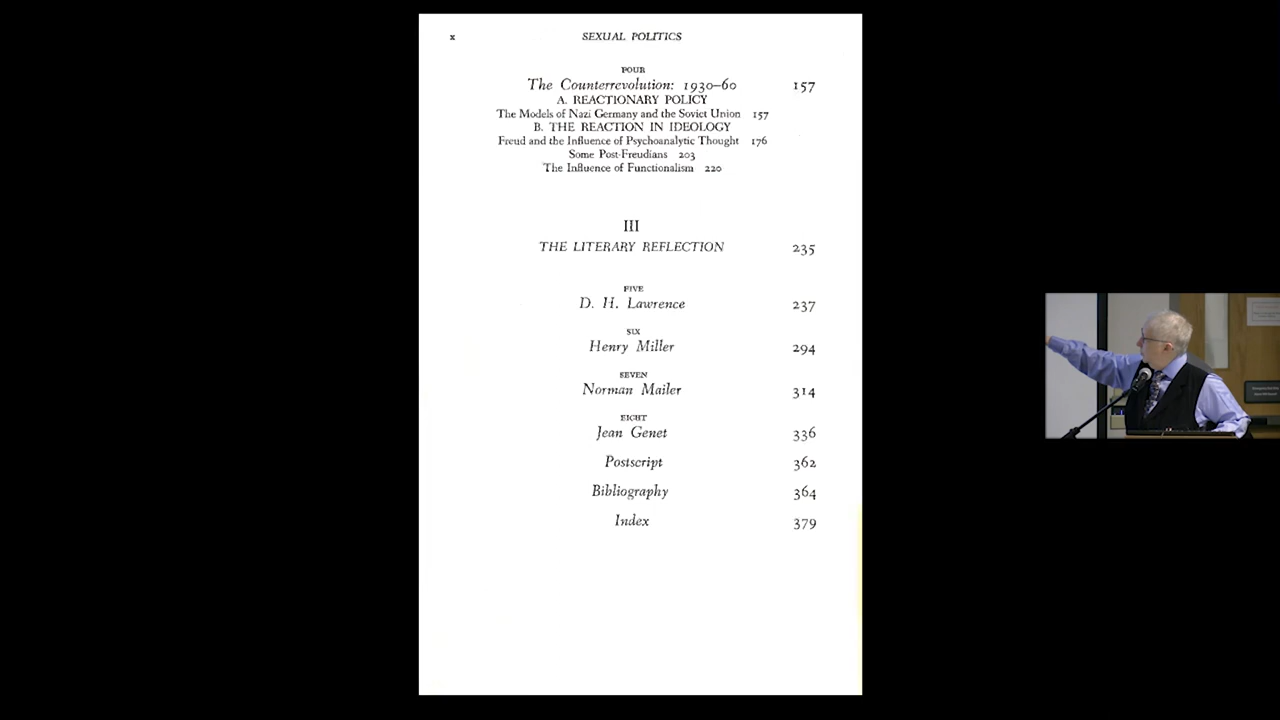 x SEXUAL POLITICS
FOUR
The Counterrevolution: 1930–60 157
A. REACTIONARY POLICY
The Models of Nazi Germany and the Soviet Union 157
B. THE REACTION IN IDEOLOGY
Freud and the Influence of Psychoanalytic Thought 176
Some Post-Freudians 203
The Influence of Functionalism 220
III
THE LITERARY REFLECTION 235
FIVE
D. H. Lawrence 237
SIX
Henry Miller 294
SEVEN
Norman Mailer 314
EIGHT
Jean Genet 336
Postscript 362
Bibliography 364
Index 379